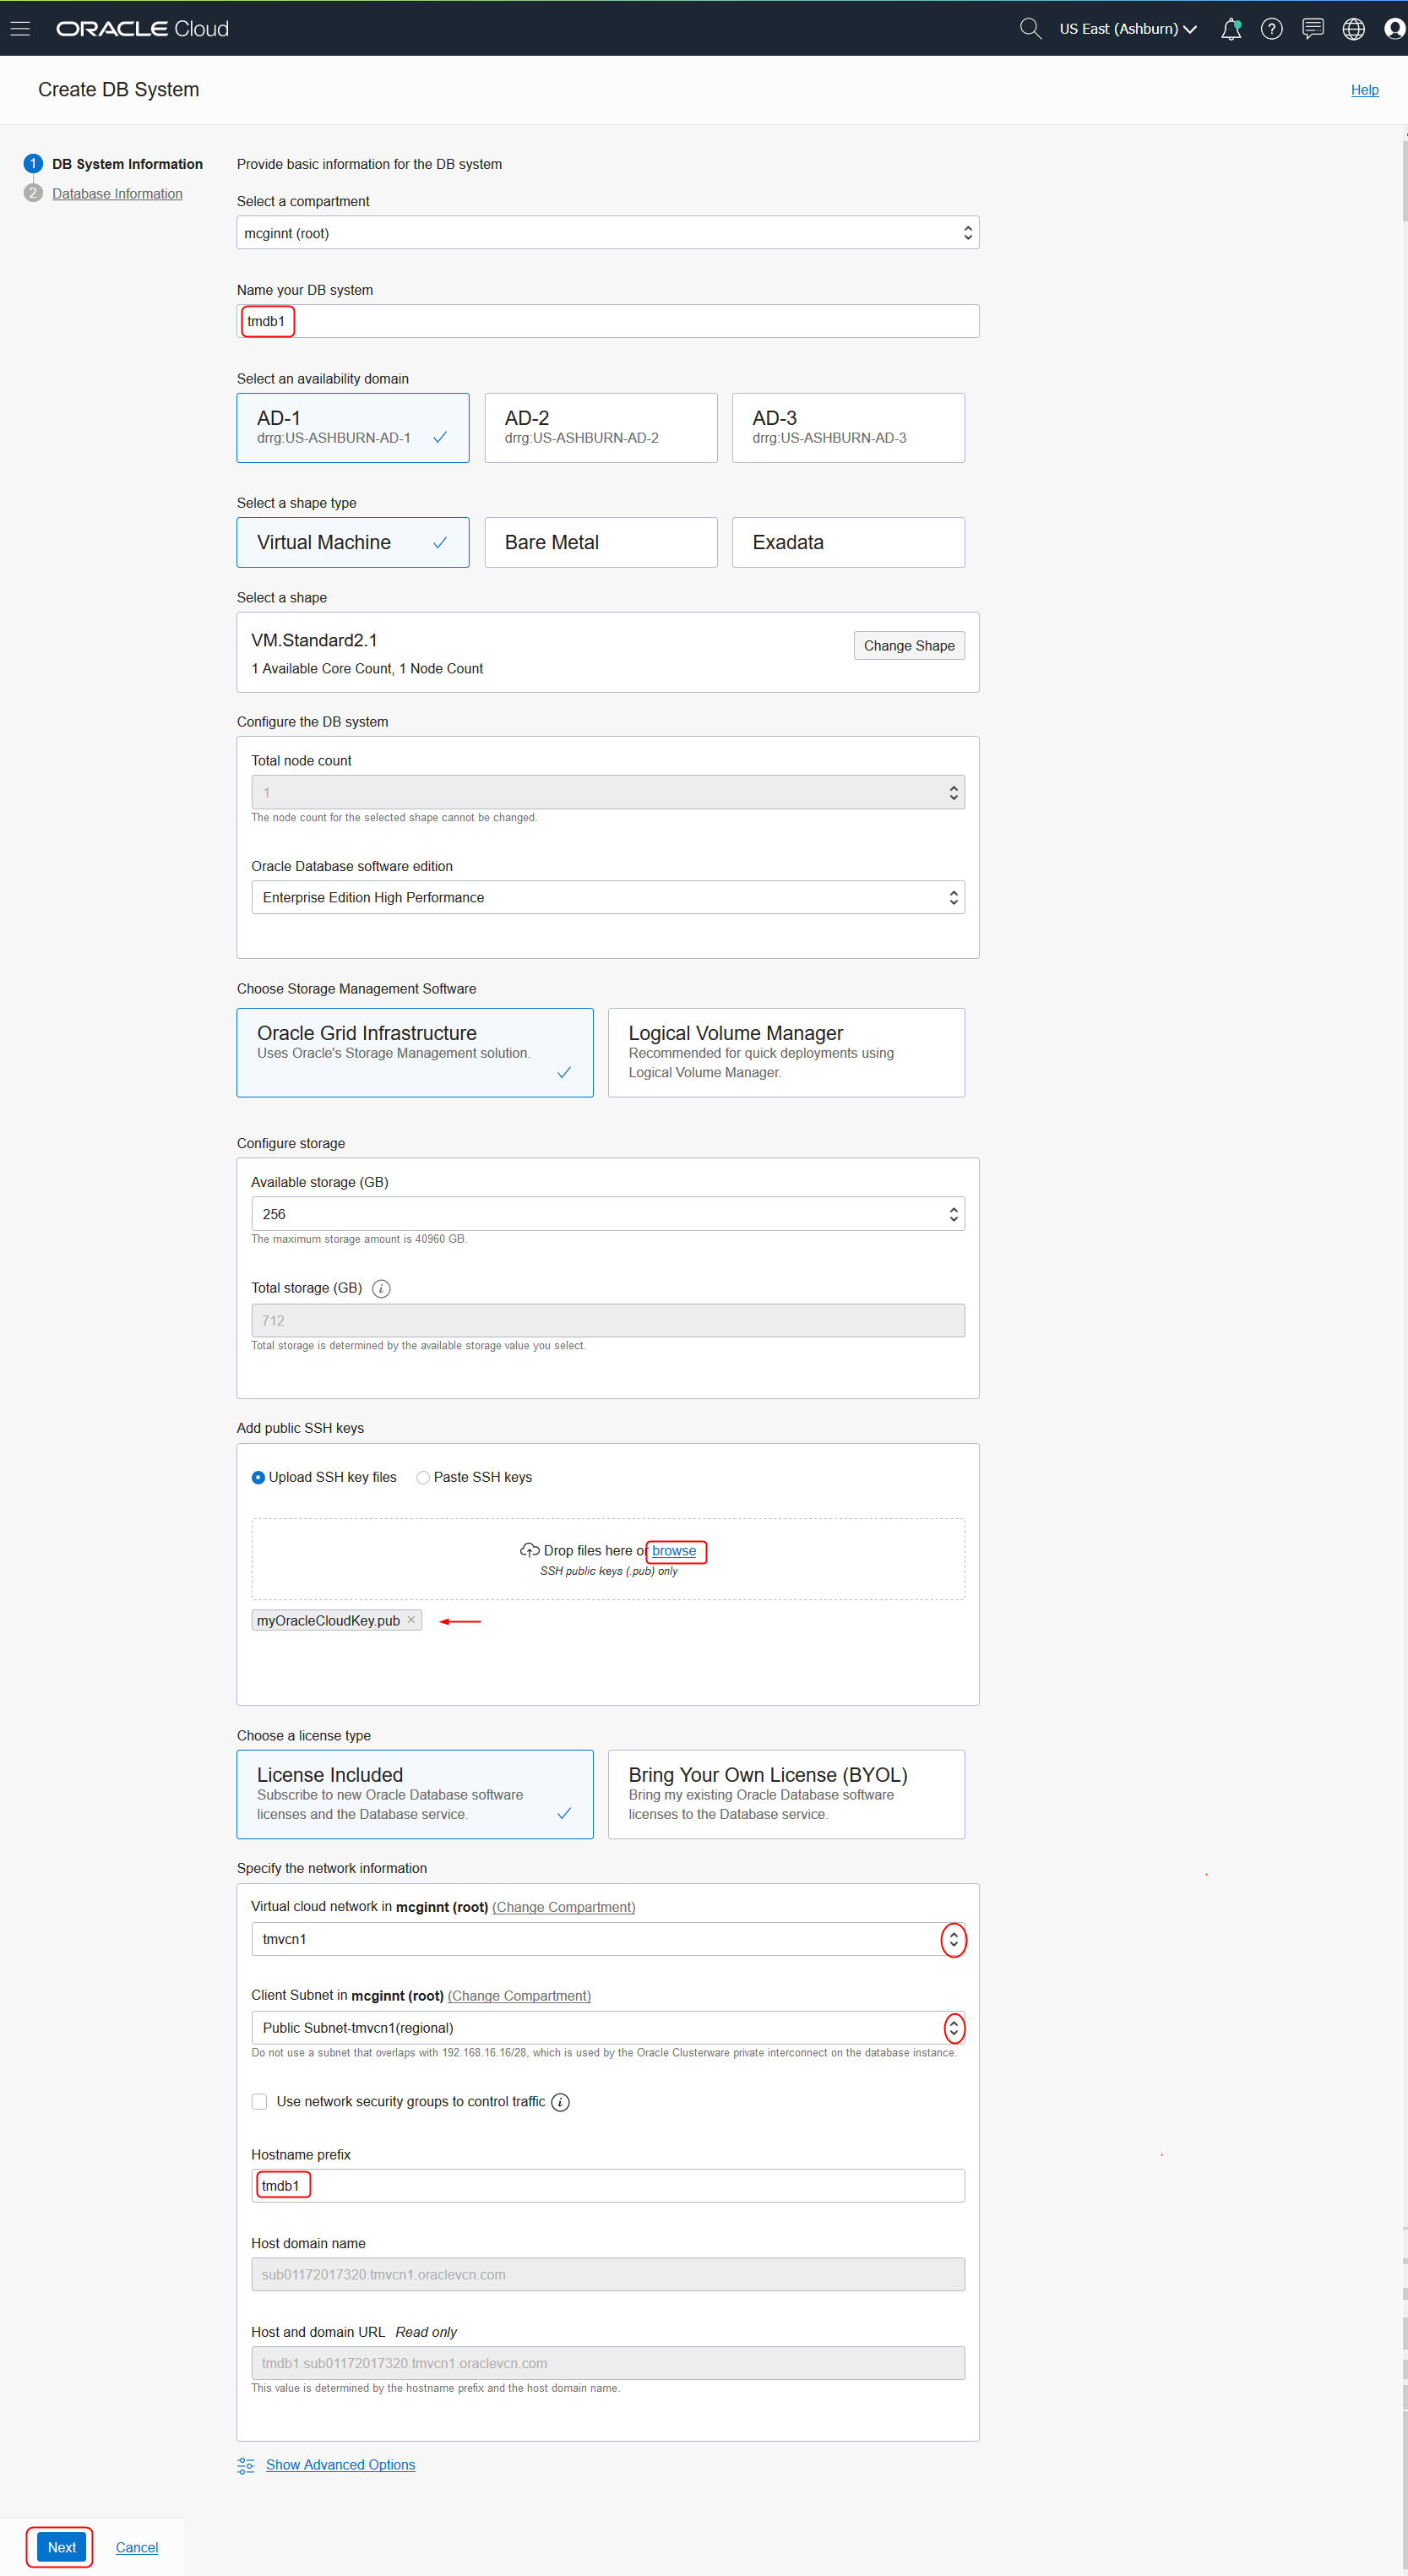 ORACLE Cloud
US East (Ashburn)
Create DB System
Help
1 DB System Information
2 Database Information
Provide basic information for the DB system
Select a compartment
mcginnt (root)
Name your DB system
tmdb1
Select an availability domain
AD-1
drrg:US-ASHBURN-AD-1
AD-2
drrg:US-ASHBURN-AD-2
AD-3
drrg:US-ASHBURN-AD-3
Select a shape type
Virtual Machine
Bare Metal
Exadata
Select a shape
VM.Standard2.1
1 Available Core Count, 1 Node Count
Change Shape
Configure the DB system
Total node count
1
The node count for the selected shape cannot be changed.
Oracle Database software edition
Enterprise Edition High Performance
Choose Storage Management Software
Oracle Grid Infrastructure
Uses Oracle's Storage Management solution.
Logical Volume Manager
Recommended for quick deployments using
Logical Volume Manager.
Configure storage
Available storage (GB)
256
The maximum storage amount is 40960 GB.
Total storage (GB)
712
Total storage is determined by the available storage value you select.
Add public SSH keys
Upload SSH key files
Paste SSH keys
Drop files here or browse
SSH public keys (.pub) only
myOracleCloudKey.pub ×
Choose a license type
License Included
Subscribe to new Oracle Database software
licenses and the Database service.
Bring Your Own License (BYOL)
Bring my existing Oracle Database software
licenses to the Database service.
Specify the network information
Virtual cloud network in mcginnt (root) (Change Compartment)
tmvcn1
Client Subnet in mcginnt (root) (Change Compartment)
Public Subnet-tmvcn1(regional)
Do not use a subnet that overlaps with 192.168.16.16/28, which is used by the Oracle Clusterware private interconnect on the database instance.
Use network security groups to control traffic
Hostname prefix
tmdb1
Host domain name
sub01172017320.tmvcn1.oraclevcn.com
Host and domain URL Read only
tmdb1.sub01172017320.tmvcn1.oraclevcn.com
This value is determined by the hostname prefix and the host domain name.
Show Advanced Options
Next
Cancel